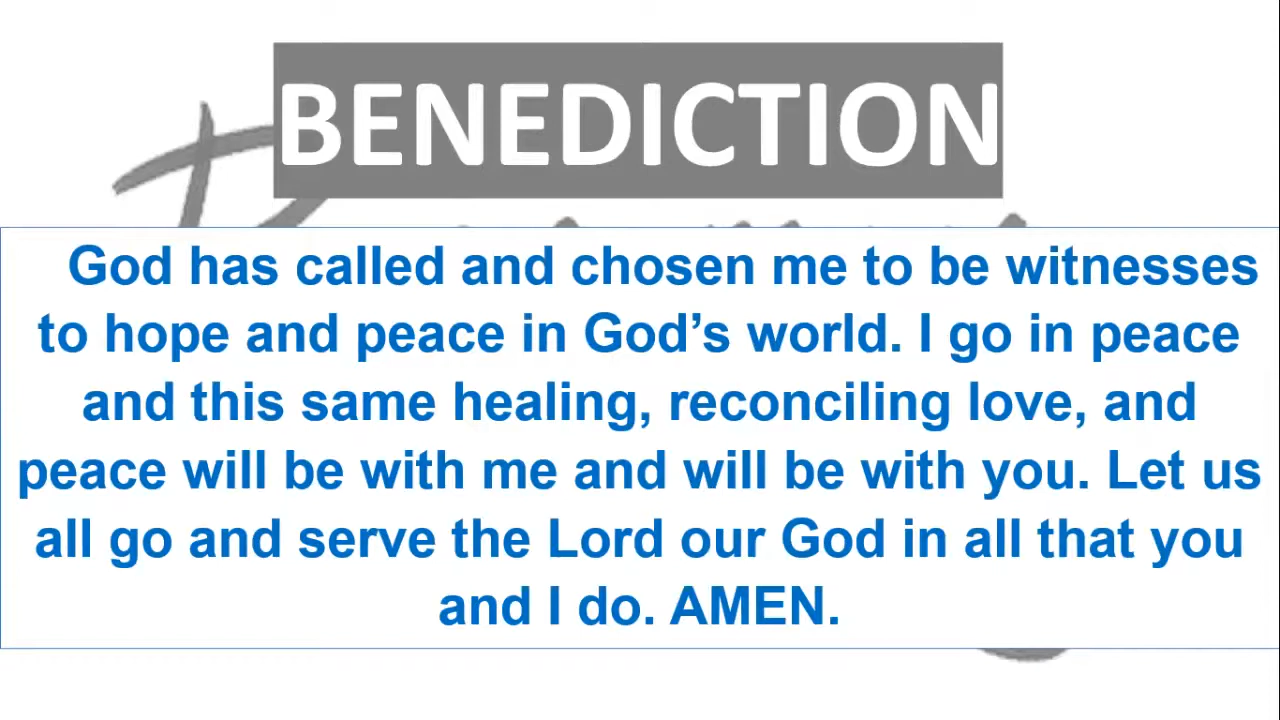 BENEDICTION
God has called and chosen me to be witnesses
to hope and peace in God’s world. I go in peace
and this same healing, reconciling love, and
peace will be with me and will be with you. Let us
all go and serve the Lord our God in all that you
and I do. AMEN.